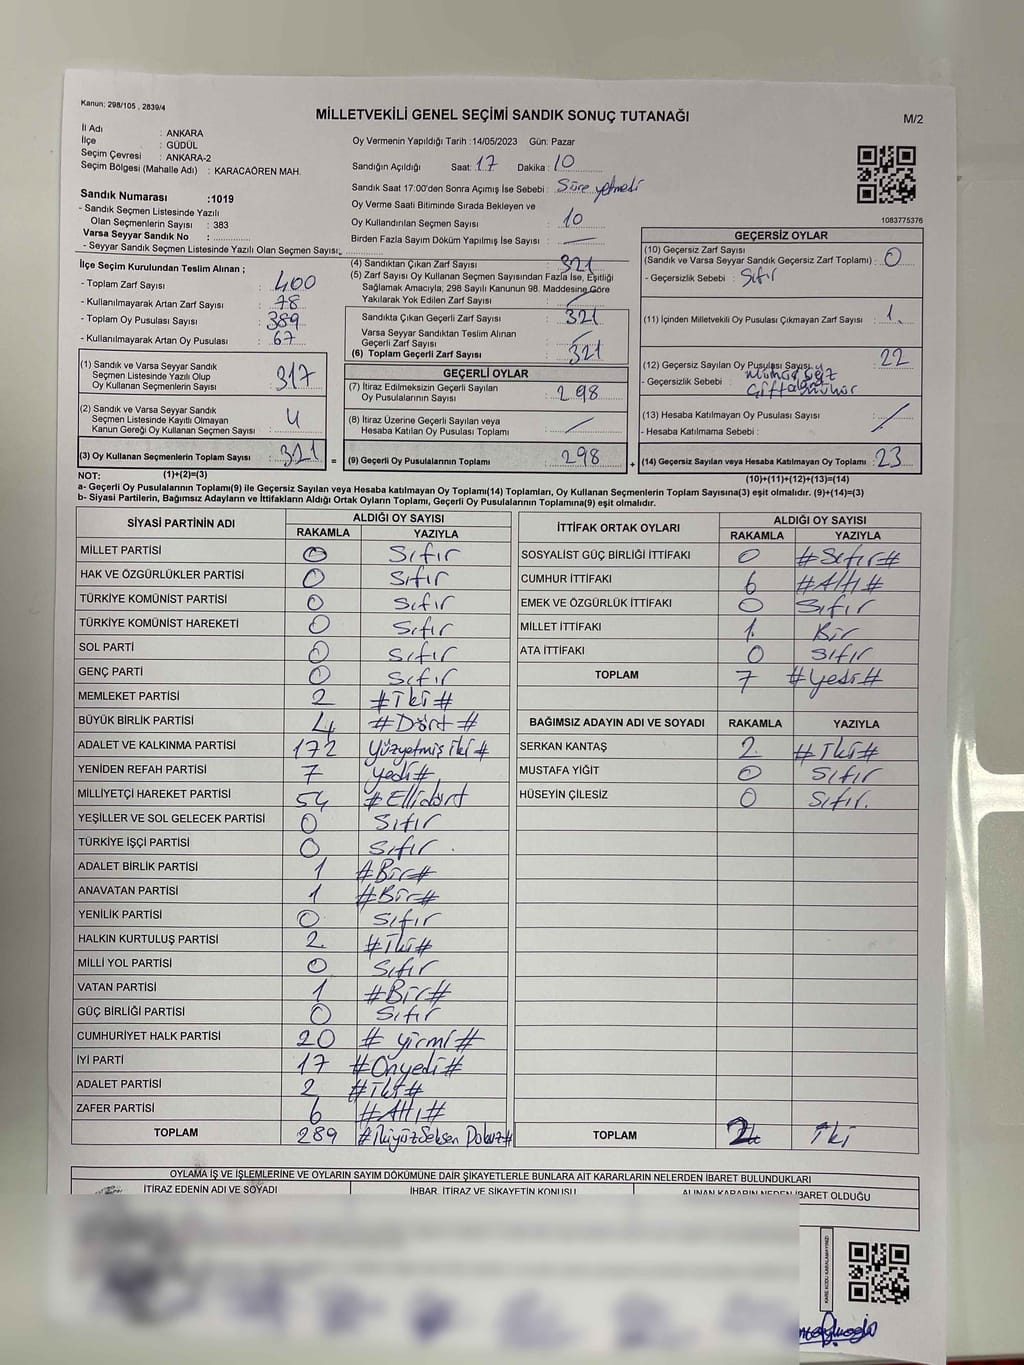 Kanun; 298/105 , 2839/4
MİLLETVEKİLİ GENEL SEÇİMİ SANDIK SONUÇ TUTANAĞI
M/2
İl Adı : ANKARA
İlçe : GÜDÜL
Seçim Çevresi : ANKARA-2
Seçim Bölgesi (Mahalle Adı) : KARACAÖREN MAH.
Sandık Numarası :1019
- Sandık Seçmen Listesinde Yazılı
Olan Seçmenlerin Sayısı : 383
Varsa Seyyar Sandık No :
- Seyyar Sandık Seçmen Listesinde Yazılı Olan Seçmen Sayısı:
Oy Vermenin Yapıldığı Tarih : 14/05/2023 Gün: Pazar
Sandığın Açıldığı Saat: 17 Dakika : 10
Sandık Saat 17:00'den Sonra Açımış İse Sebebi : Süre yetmedi
Oy Verme Saati Bitiminde Sırada Bekleyen ve
Oy Kullandırılan Seçmen Sayısı : 10
Birden Fazla Sayım Döküm Yapılmış İse Sayısı : —
1083775376
İlçe Seçim Kurulundan Teslim Alınan ;
- Toplam Zarf Sayısı : 400
- Kullanılmayarak Artan Zarf Sayısı : 78
- Toplam Oy Pusulası Sayısı : 389
- Kullanılmayarak Artan Oy Pusulası : 67
(1) Sandık ve Varsa Seyyar Sandık
Seçmen Listesinde Yazılı Olup
Oy Kullanan Seçmenlerin Sayısı : 317
(2) Sandık ve Varsa Seyyar Sandık
Seçmen Listesinde Kayıtlı Olmayan
Kanun Gereği Oy Kullanan Seçmen Sayısı : 4
(3) Oy Kullanan Seçmenlerin Toplam Sayısı : 321
(4) Sandıktan Çıkan Zarf Sayısı : 321
(5) Zarf Sayısı Oy Kullanan Seçmen Sayısından Fazla İse, Eşitliği
Sağlamak Amacıyla; 298 Sayılı Kanunun 98. Maddesine Göre
Yakılarak Yok Edilen Zarf Sayısı :
Sandıkta Çıkan Geçerli Zarf Sayısı : 321
Varsa Seyyar Sandıktan Teslim Alınan
Geçerli Zarf Sayısı :
(6) Toplam Geçerli Zarf Sayısı : 321
GEÇERLİ OYLAR
(7) İtiraz Edilmeksizin Geçerli Sayılan
Oy Pusulalarının Sayısı : 298
(8) İtiraz Üzerine Geçerli Sayılan veya
Hesaba Katılan Oy Pusulası Toplamı :
= (9) Geçerli Oy Pusulalarının Toplamı : 298
GEÇERSİZ OYLAR
(10) Geçersiz Zarf Sayısı
(Sandık ve Varsa Seyyar Sandık Geçersiz Zarf Toplamı) : 0
- Geçersizlik Sebebi : Sıfır
(11) İçinden Milletvekili Oy Pusulası Çıkmayan Zarf Sayısı : 1.
(12) Geçersiz Sayılan Oy Pusulası Sayısı : 22
- Geçersizlik Sebebi :
(13) Hesaba Katılmayan Oy Pusulası Sayısı :
- Hesaba Katılmama Sebebi :
+ (14) Geçersiz Sayılan veya Hesaba Katılmayan Oy Toplamı : 23
NOT: (1)+(2)=(3)
(10)+(11)+(12)+(13)=(14)
a- Geçerli Oy Pusulalarının Toplamı(9) ile Geçersiz Sayılan veya Hesaba katılmayan Oy Toplamı(14) Toplamları, Oy Kullanan Seçmenlerin Toplam Sayısına(3) eşit olmalıdır. (9)+(14)=(3)
b- Siyasi Partilerin, Bağımsız Adayların ve İttifakların Aldığı Ortak Oyların Toplamı, Geçerli Oy Pusulalarının Toplamına(9) eşit olmalıdır.
SİYASİ PARTİNİN ADI ALDIĞI OY SAYISI
RAKAMLA YAZIYLA
MİLLET PARTİSİ 0 Sıfır
HAK VE ÖZGÜRLÜKLER PARTİSİ 0 Sıfır
TÜRKİYE KOMÜNİST PARTİSİ 0 Sıfır
TÜRKİYE KOMÜNİST HAREKETİ 0 Sıfır
SOL PARTİ 0 Sıfır
GENÇ PARTİ 0 Sıfır
MEMLEKET PARTİSİ 2 #İki#
BÜYÜK BİRLİK PARTİSİ 4 #Dört#
ADALET VE KALKINMA PARTİSİ 172 Yüzyetmiş iki #
YENİDEN REFAH PARTİSİ 7 yedi#
MİLLİYETÇİ HAREKET PARTİSİ 54 #Ellidört
YEŞİLLER VE SOL GELECEK PARTİSİ 0 Sıfır
TÜRKİYE İŞÇİ PARTİSİ 0 Sıfır.
ADALET BİRLİK PARTİSİ 1 #Bir#
ANAVATAN PARTİSİ 1 #Bir#
YENİLİK PARTİSİ 0 Sıfır
HALKIN KURTULUŞ PARTİSİ 2. #İki#
MİLLİ YOL PARTİSİ 0 Sıfır
VATAN PARTİSİ 1 #Bir#
GÜÇ BİRLİĞİ PARTİSİ 0 Sıfır
CUMHURİYET HALK PARTİSİ 20 # yirmi #
İYİ PARTİ 17 #Onyedi#
ADALET PARTİSİ 2 #İki#
ZAFER PARTİSİ 6 #Altı#
TOPLAM 289 #İkiyüzSeksen Dokuz#
İTTİFAK ORTAK OYLARI ALDIĞI OY SAYISI
RAKAMLA YAZIYLA
SOSYALİST GÜÇ BİRLİĞİ İTTİFAKI 0 #Sıfır#
CUMHUR İTTİFAKI 6 #Altı#
EMEK VE ÖZGÜRLÜK İTTİFAKI 0 Sıfır
MİLLET İTTİFAKI 1. Bir
ATA İTTİFAKI 0 Sıfır
TOPLAM 7 #Yedi#
BAĞIMSIZ ADAYIN ADI VE SOYADI RAKAMLA YAZIYLA
SERKAN KANTAŞ 2. #İki#
MUSTAFA YİĞİT 0 Sıfır
HÜSEYİN ÇİLESİZ 0 Sıfır.
TOPLAM 2 İki
OYLAMA İŞ VE İŞLEMLERİNE VE OYLARIN SAYIM DÖKÜMÜNE DAİR ŞİKAYETLERLE BUNLARA AİT KARARLARIN NELERDEN İBARET BULUNDUKLARI
İTİRAZ EDENİN ADI VE SOYADI İHBAR, İTİRAZ VE ŞİKAYETİN KONUSU ALINAN KARARIN NEDEN İBARET OLDUĞU